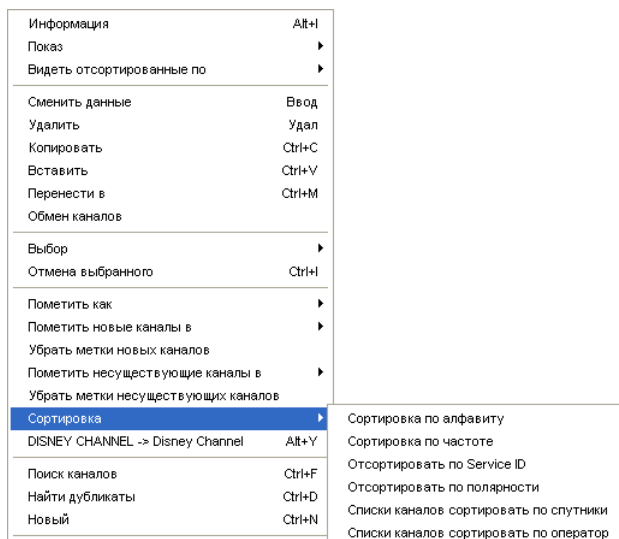 Информация Alt+I
Показ
Видеть отсортированные по
Сменить данные Ввод
Удалить Удал
Копировать Ctrl+C
Вставить Ctrl+V
Перенести в Ctrl+M
Обмен каналов
Выбор
Отмена выбранного Ctrl+I
Пометить как
Пометить новые каналы в
Убрать метки новых каналов
Пометить несуществующие каналы в
Убрать метки несуществующих каналов
Сортировка
DISNEY CHANNEL -> Disney Channel Alt+Y
Поиск каналов Ctrl+F
Найти дубликаты Ctrl+D
Новый Ctrl+N
Сортировка по алфавиту
Сортировка по частоте
Отсортировать по Service ID
Отсортировать по полярности
Списки каналов сортировать по спутники
Списки каналов сортировать по оператор